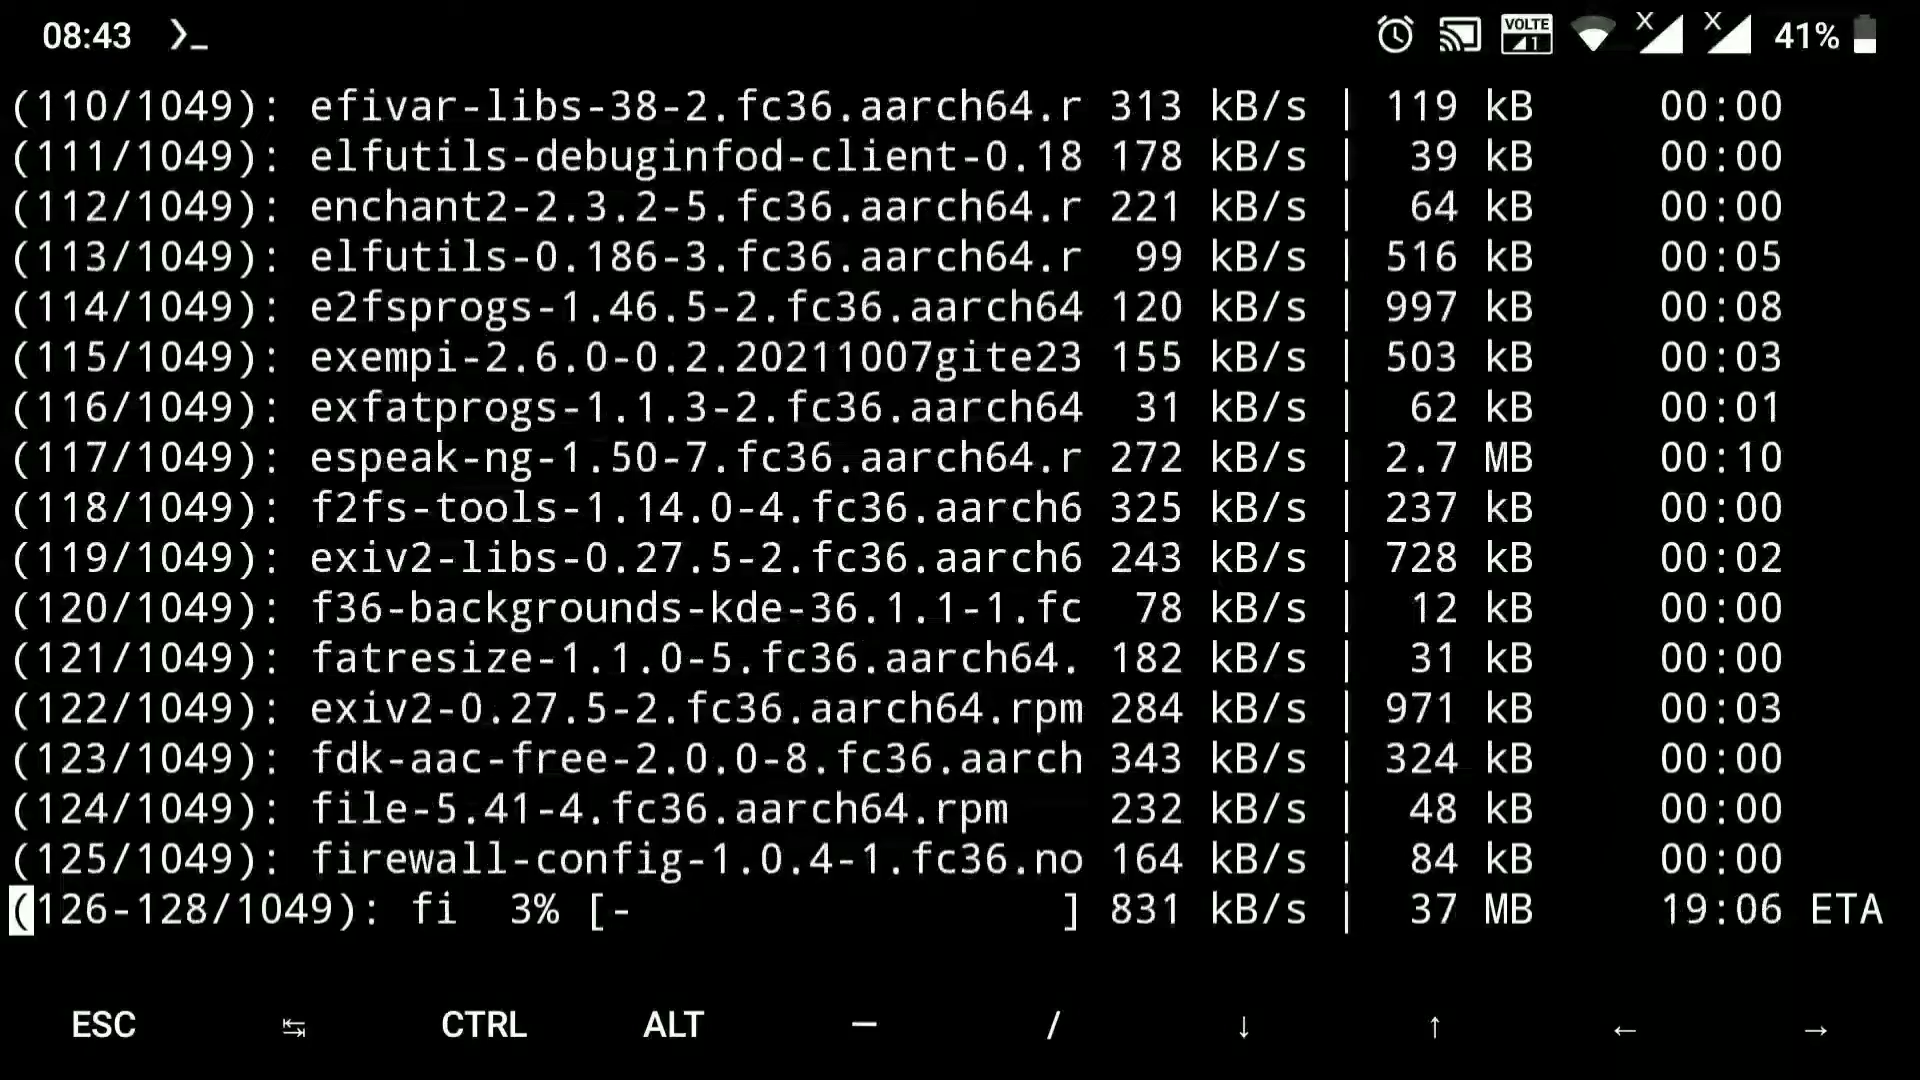 08:43 VOLTE 1 X X 41%
(110/1049): efivar-libs-38-2.fc36.aarch64.r 313 kB/s | 119 kB 00:00
(111/1049): elfutils-debuginfod-client-0.18 178 kB/s | 39 kB 00:00
(112/1049): enchant2-2.3.2-5.fc36.aarch64.r 221 kB/s | 64 kB 00:00
(113/1049): elfutils-0.186-3.fc36.aarch64.r 99 kB/s | 516 kB 00:05
(114/1049): e2fsprogs-1.46.5-2.fc36.aarch64 120 kB/s | 997 kB 00:08
(115/1049): exempi-2.6.0-0.2.20211007gite23 155 kB/s | 503 kB 00:03
(116/1049): exfatprogs-1.1.3-2.fc36.aarch64 31 kB/s | 62 kB 00:01
(117/1049): espeak-ng-1.50-7.fc36.aarch64.r 272 kB/s | 2.7 MB 00:10
(118/1049): f2fs-tools-1.14.0-4.fc36.aarch6 325 kB/s | 237 kB 00:00
(119/1049): exiv2-libs-0.27.5-2.fc36.aarch6 243 kB/s | 728 kB 00:02
(120/1049): f36-backgrounds-kde-36.1.1-1.fc 78 kB/s | 12 kB 00:00
(121/1049): fatresize-1.1.0-5.fc36.aarch64. 182 kB/s | 31 kB 00:00
(122/1049): exiv2-0.27.5-2.fc36.aarch64.rpm 284 kB/s | 971 kB 00:03
(123/1049): fdk-aac-free-2.0.0-8.fc36.aarch 343 kB/s | 324 kB 00:00
(124/1049): file-5.41-4.fc36.aarch64.rpm 232 kB/s | 48 kB 00:00
(125/1049): firewall-config-1.0.4-1.fc36.no 164 kB/s | 84 kB 00:00
(126-128/1049): fi 3% [- ] 831 kB/s | 37 MB 19:06 ETA
ESC ↹ CTRL ALT — / ↓ ↑ ← →